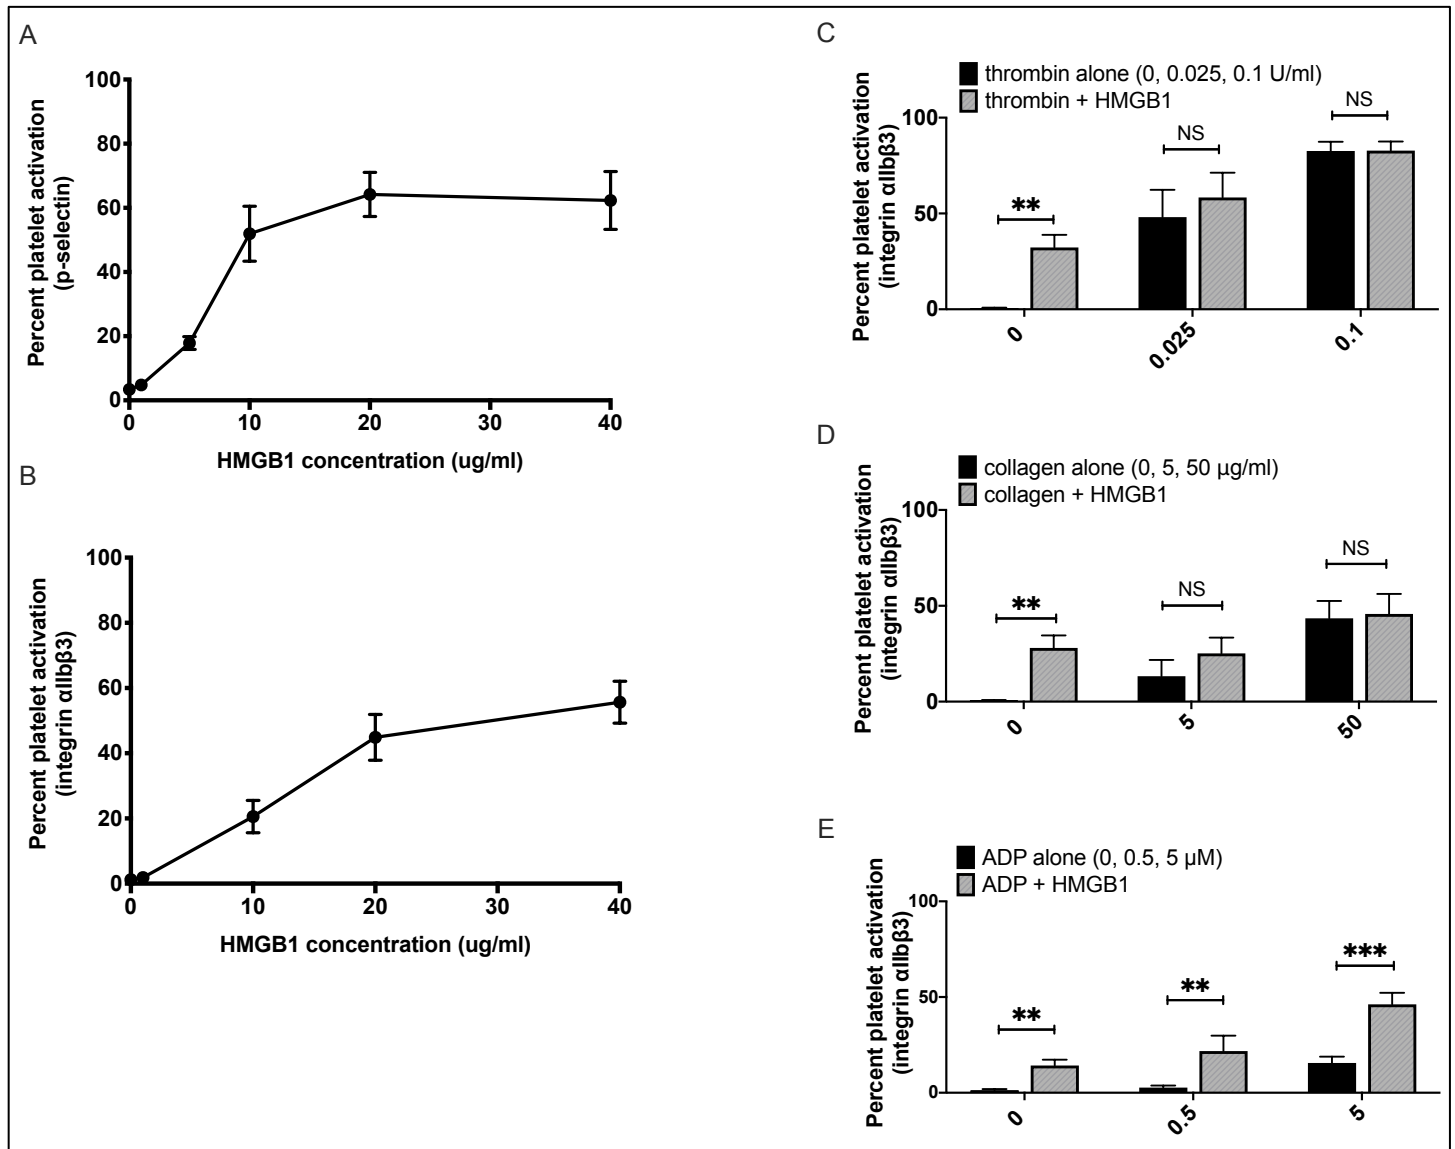 A
Percent platelet activation
(p-selectin)
100
80
60
40
20
0
0 10 20 30 40
HMGB1 concentration (ug/ml)
B
Percent platelet activation
(integrin αIIbβ3)
100
80
60
40
20
0
0 10 20 30 40
HMGB1 concentration (ug/ml)
C
thrombin alone (0, 0.025, 0.1 U/ml)
thrombin + HMGB1
Percent platelet activation
(integrin αIIbβ3)
100
50
0
** NS NS
0 0.025 0.1
D
collagen alone (0, 5, 50 µg/ml)
collagen + HMGB1
Percent platelet activation
(integrin αIIbβ3)
100
50
0
** NS NS
0 5 50
E
ADP alone (0, 0.5, 5 µM)
ADP + HMGB1
Percent platelet activation
(integrin αIIbβ3)
100
50
0
** ** ***
0 0.5 5